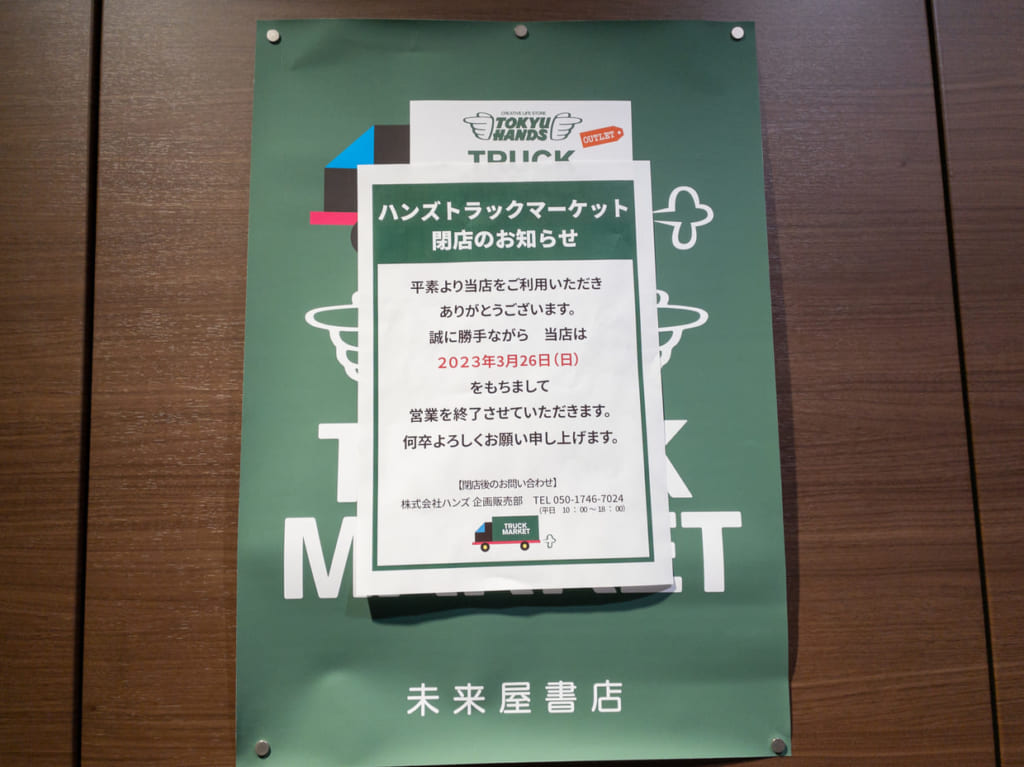 CREATIVE LIFE STORE
TOKYU
HANDS
OUTLET
TRUCK
ハンズトラックマーケット
閉店のお知らせ
平素より当店をご利用いただき
ありがとうございます。
誠に勝手ながら 当店は
2023年3月26日(日)
をもちまして
営業を終了させていただきます。
何卒よろしくお願い申し上げます。
【閉店後のお問い合わせ】
株式会社ハンズ 企画販売部 TEL 050-1746-7024
(平日 10:00~18:00)
TRUCK
MARKET
未来屋書店